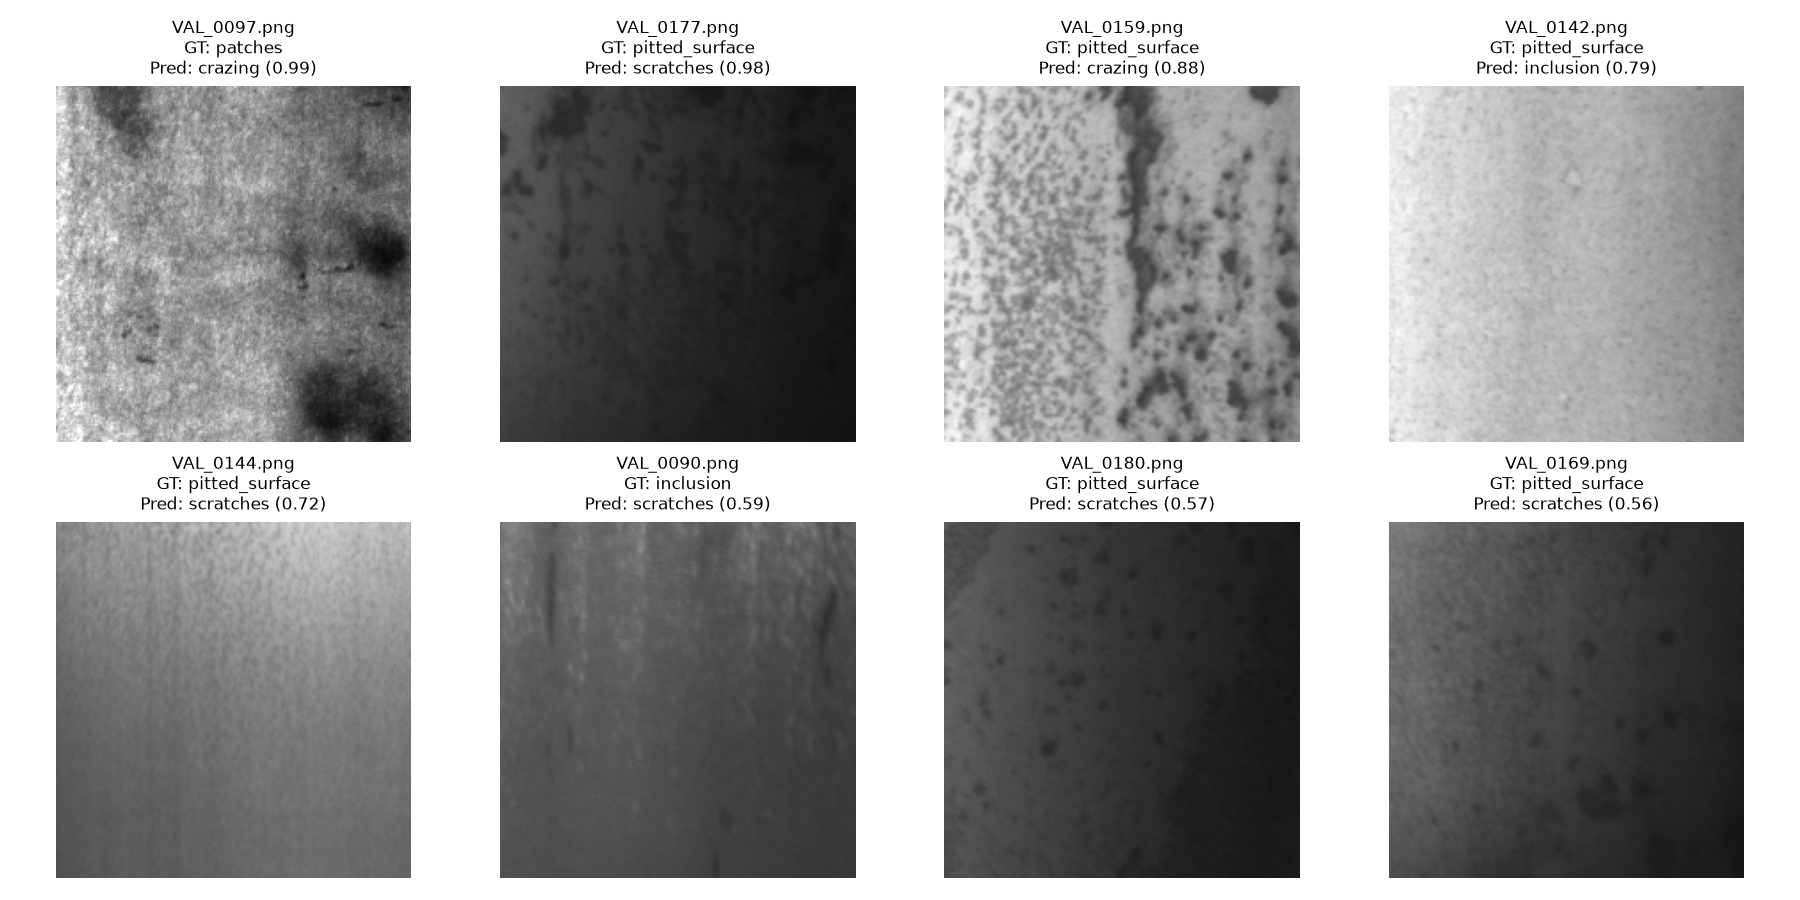 VAL_0097.png
GT: patches
Pred: crazing (0.99)
VAL_0177.png
GT: pitted_surface
Pred: scratches (0.98)
VAL_0159.png
GT: pitted_surface
Pred: crazing (0.88)
VAL_0142.png
GT: pitted_surface
Pred: inclusion (0.79)
VAL_0144.png
GT: pitted_surface
Pred: scratches (0.72)
VAL_0090.png
GT: inclusion
Pred: scratches (0.59)
VAL_0180.png
GT: pitted_surface
Pred: scratches (0.57)
VAL_0169.png
GT: pitted_surface
Pred: scratches (0.56)